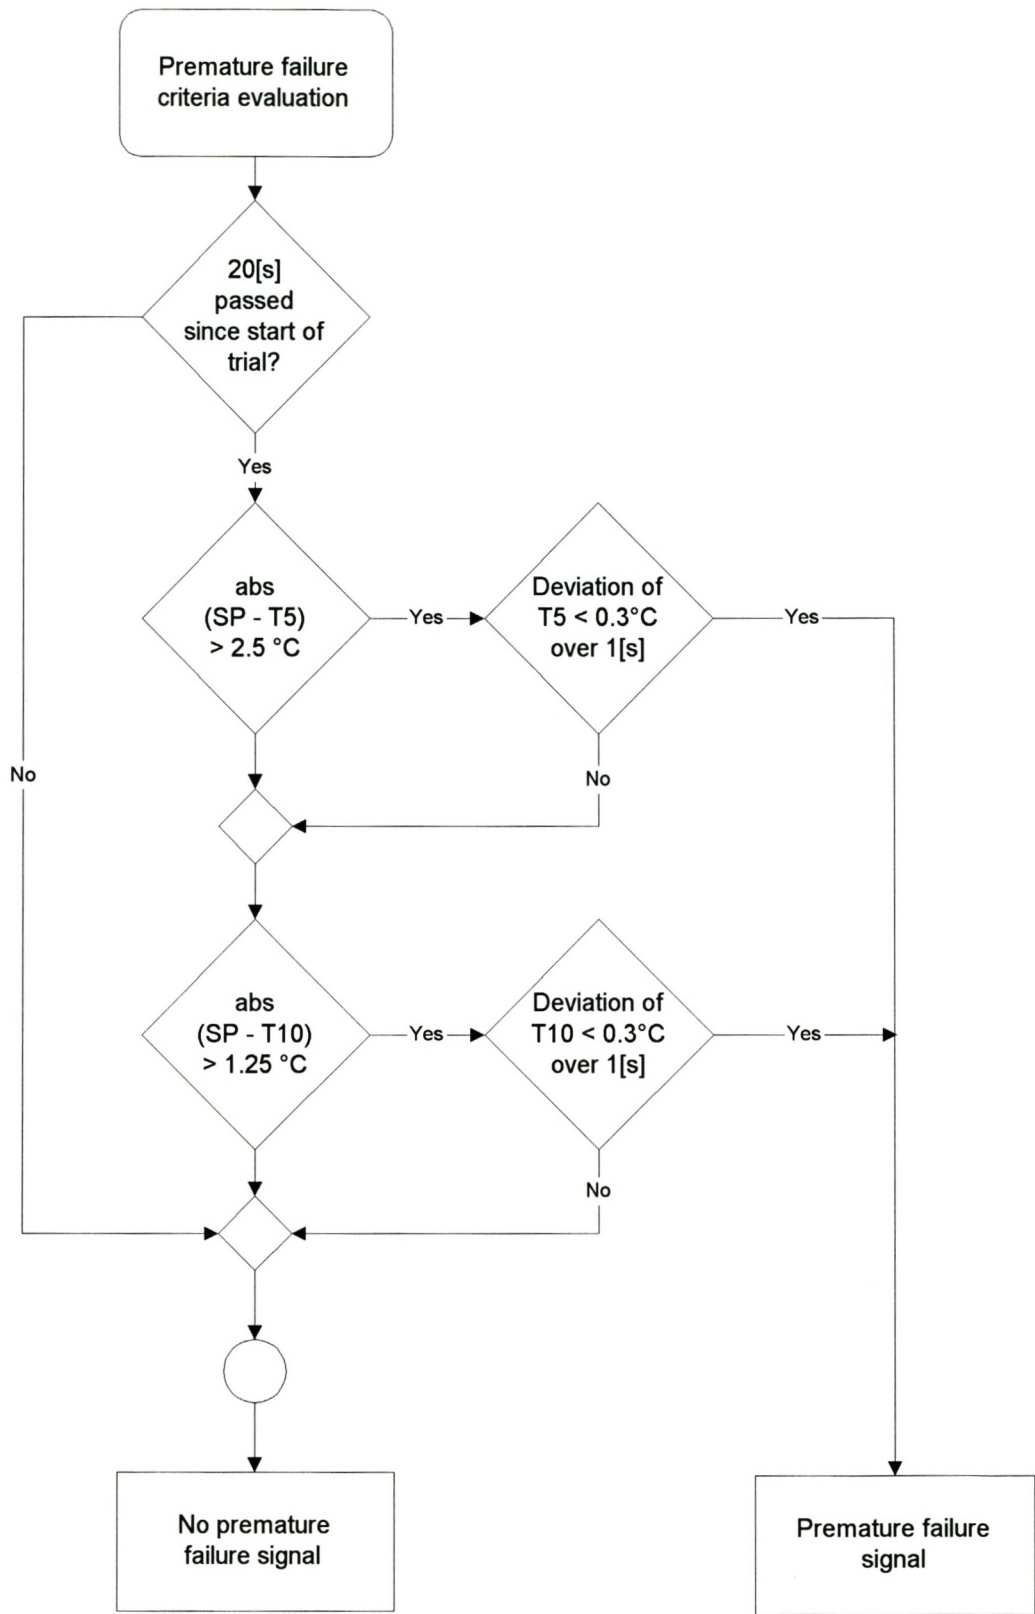 Premature failure
criteria evaluation
20[s]
passed
since start of
trial?
Yes
abs
(SP - T5)
> 2.5 °C
Yes
Deviation of
T5 < 0.3°C
over 1[s]
Yes
No
No
abs
(SP - T10)
> 1.25 °C
Yes
Deviation of
T10 < 0.3°C
over 1[s]
Yes
No
No premature
failure signal
Premature failure
signal